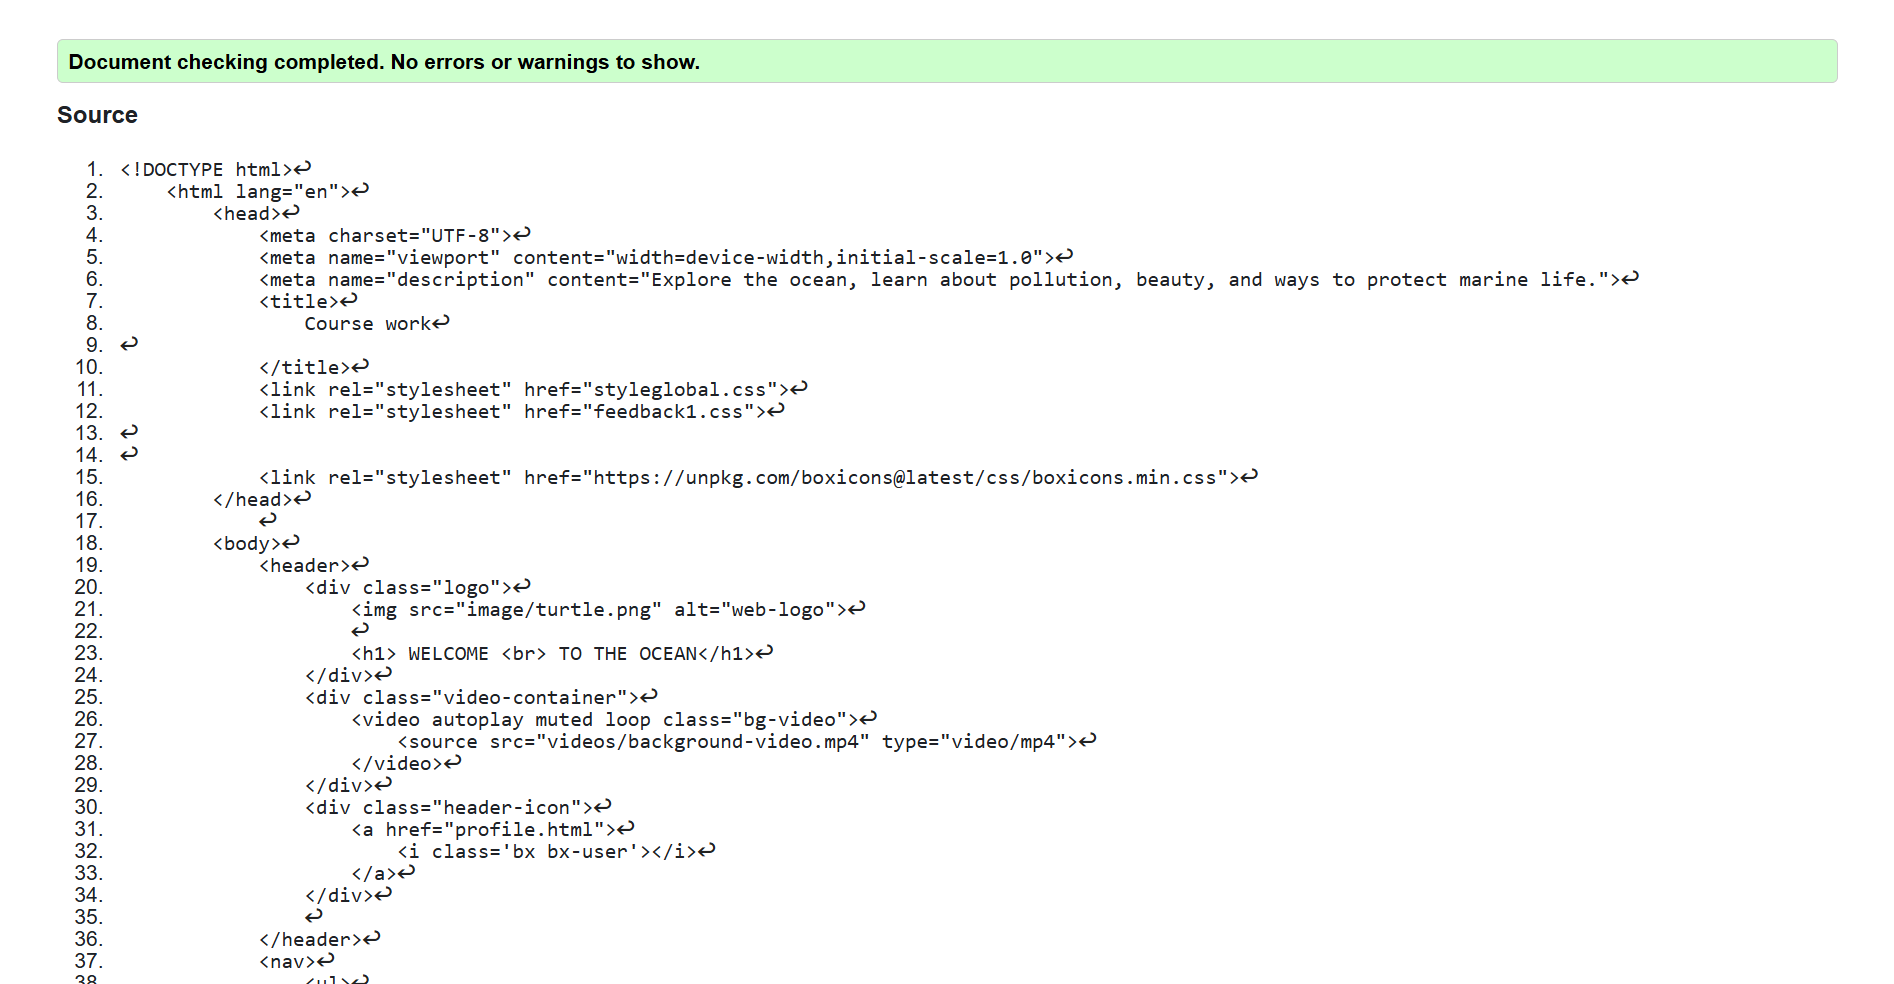 Document checking completed. No errors or warnings to show.
Source
1. <!DOCTYPE html>↩
2.     <html lang="en">↩
3.         <head>↩
4.             <meta charset="UTF-8">↩
5.             <meta name="viewport" content="width=device-width,initial-scale=1.0">↩
6.             <meta name="description" content="Explore the ocean, learn about pollution, beauty, and ways to protect marine life.">↩
7.             <title>↩
8.                 Course work↩
9. ↩
10.             </title>↩
11.             <link rel="stylesheet" href="styleglobal.css">↩
12.             <link rel="stylesheet" href="feedback1.css">↩
13. ↩
14. ↩
15.             <link rel="stylesheet" href="https://unpkg.com/boxicons@latest/css/boxicons.min.css">↩
16.         </head>↩
17.             ↩
18.         <body>↩
19.             <header>↩
20.                 <div class="logo">↩
21.                     <img src="image/turtle.png" alt="web-logo">↩
22.                     ↩
23.                     <h1> WELCOME <br> TO THE OCEAN</h1>↩
24.                 </div>↩
25.                 <div class="video-container">↩
26.                     <video autoplay muted loop class="bg-video">↩
27.                         <source src="videos/background-video.mp4" type="video/mp4">↩
28.                     </video>↩
29.                 </div>↩
30.                 <div class="header-icon">↩
31.                     <a href="profile.html">↩
32.                         <i class='bx bx-user'></i>↩
33.                     </a>↩
34.                 </div>↩
35.                 ↩
36.             </header>↩
37.             <nav>↩
38.                 <ul>↩